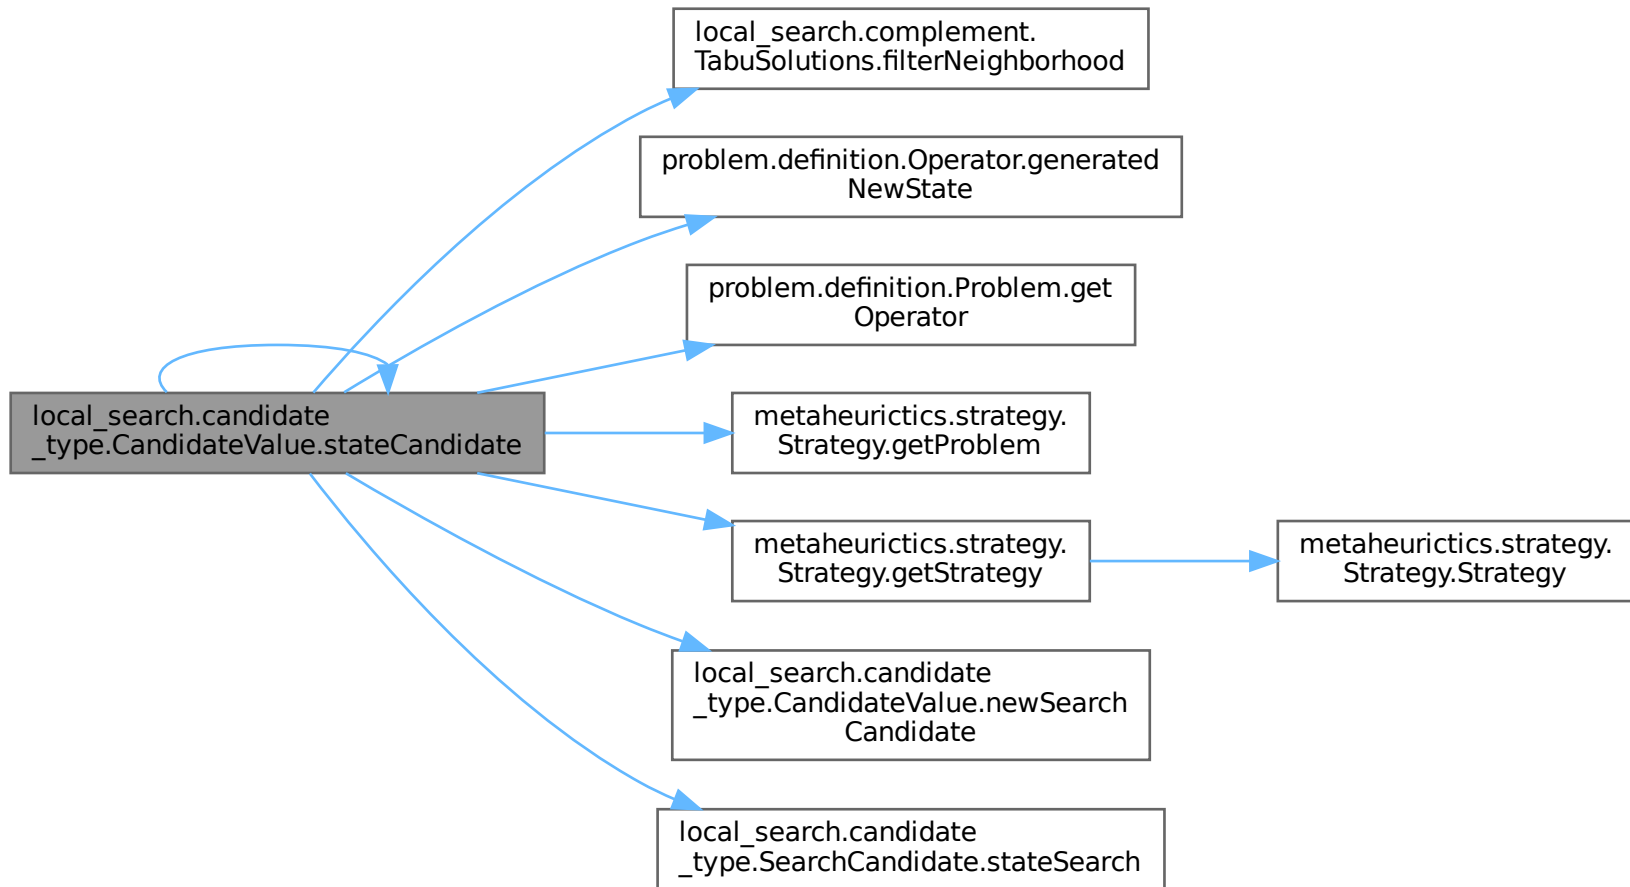 local_search.complement.
TabuSolutions.filterNeighborhood
problem.definition.Operator.generated
NewState
problem.definition.Problem.get
Operator
local_search.candidate
_type.CandidateValue.stateCandidate
metaheurictics.strategy.
Strategy.getProblem
metaheurictics.strategy.
Strategy.getStrategy
metaheurictics.strategy.
Strategy.Strategy
local_search.candidate
_type.CandidateValue.newSearch
Candidate
local_search.candidate
_type.SearchCandidate.stateSearch